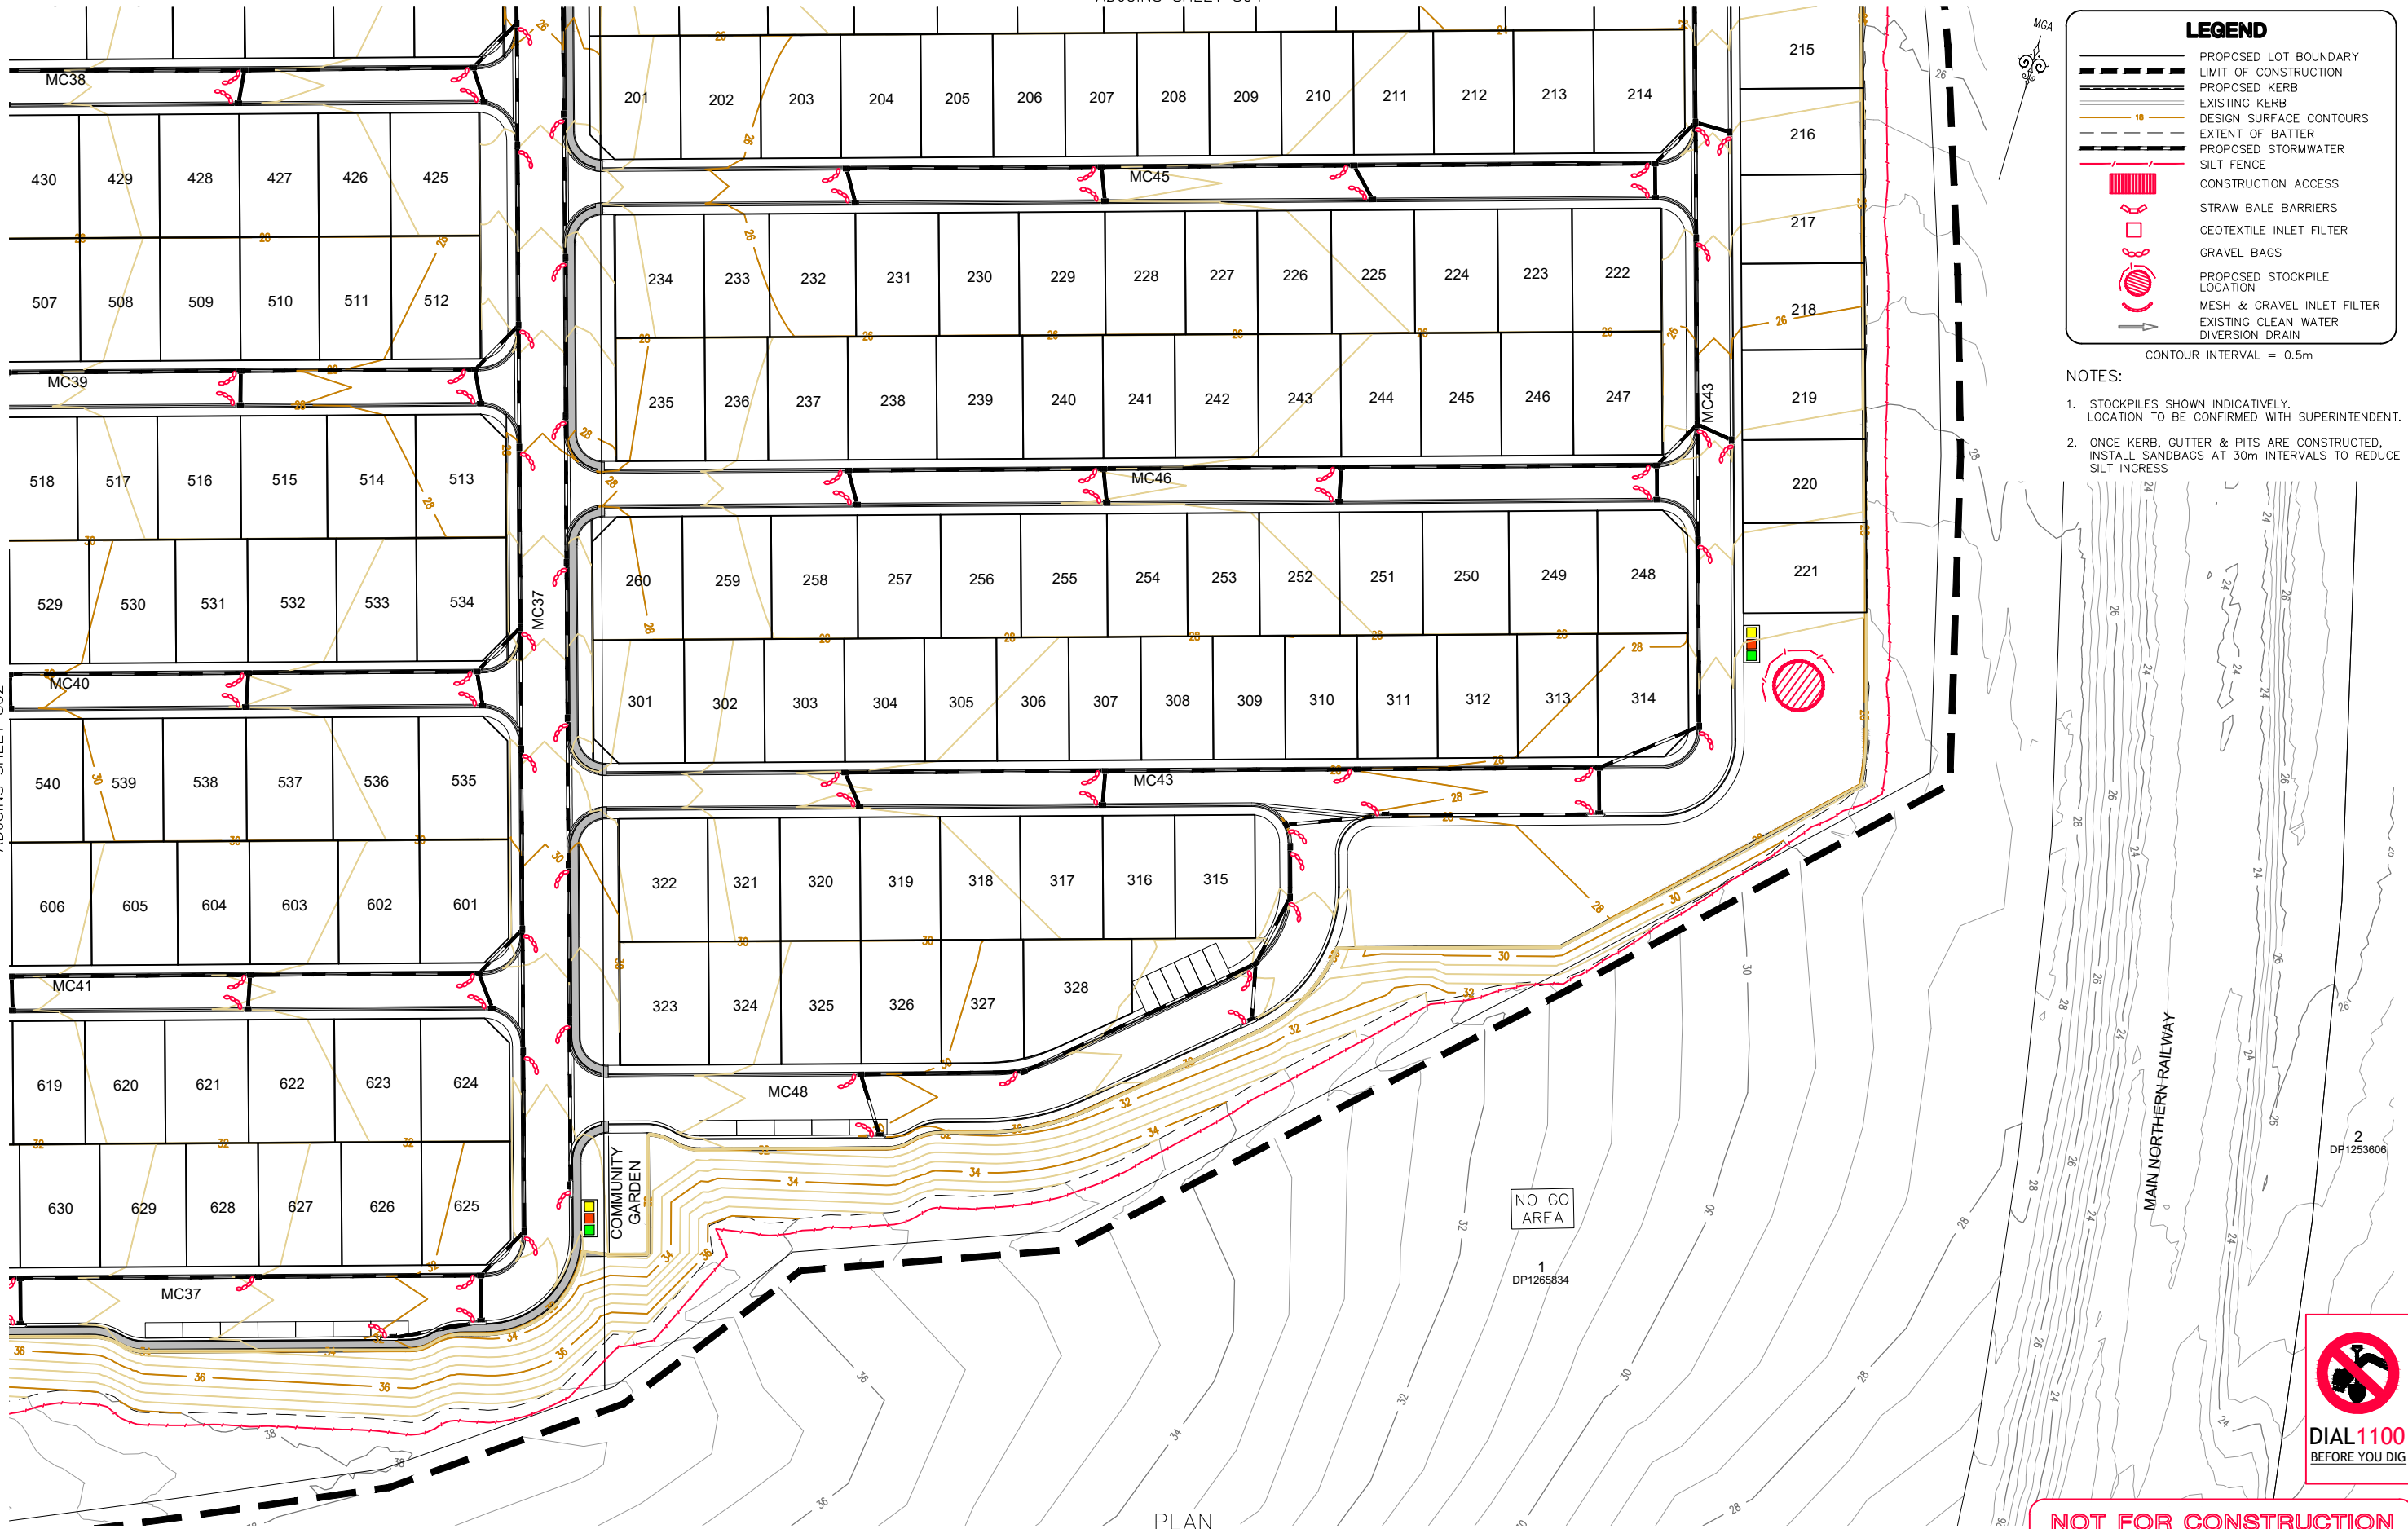 MC38
201 202 203 204 205 206 207 208 209 210 211 212 213 214
215
216
430 429 428 427 426 425
MC45
217
234 233 232 231 230 229 228 227 226 225 224 223 222
218
507 508 509 510 511 512
MC39
235 236 237 238 239 240 241 242 243 244 245 246 247
MC43
219
518 517 516 515 514 513
MC46
220
529 530 531 532 533 534
MC37
260 259 258 257 256 255 254 253 252 251 250 249 248
221
MC40
301 302 303 304 305 306 307 308 309 310 311 312 313 314
540 539 538 537 536 535
MC43
606 605 604 603 602 601
322 321 320 319 318 317 316 315
MC41
323 324 325 326 327 328
619 620 621 622 623 624
MC48
630 629 628 627 626 625
COMMUNITY
GARDEN
MC37
NO GO
AREA
1
DP1265834
MAIN NORTHERN RAILWAY
2
DP1253606
PLAN
MGA
LEGEND
PROPOSED LOT BOUNDARY
LIMIT OF CONSTRUCTION
PROPOSED KERB
EXISTING KERB
18 DESIGN SURFACE CONTOURS
EXTENT OF BATTER
PROPOSED STORMWATER
SILT FENCE
CONSTRUCTION ACCESS
STRAW BALE BARRIERS
GEOTEXTILE INLET FILTER
GRAVEL BAGS
PROPOSED STOCKPILE
LOCATION
MESH & GRAVEL INLET FILTER
EXISTING CLEAN WATER
DIVERSION DRAIN
CONTOUR INTERVAL = 0.5m
NOTES:
1. STOCKPILES SHOWN INDICATIVELY.
LOCATION TO BE CONFIRMED WITH SUPERINTENDENT.
2. ONCE KERB, GUTTER & PITS ARE CONSTRUCTED,
INSTALL SANDBAGS AT 30m INTERVALS TO REDUCE
SILT INGRESS
DIAL1100
BEFORE YOU DIG
NOT FOR CONSTRUCTION